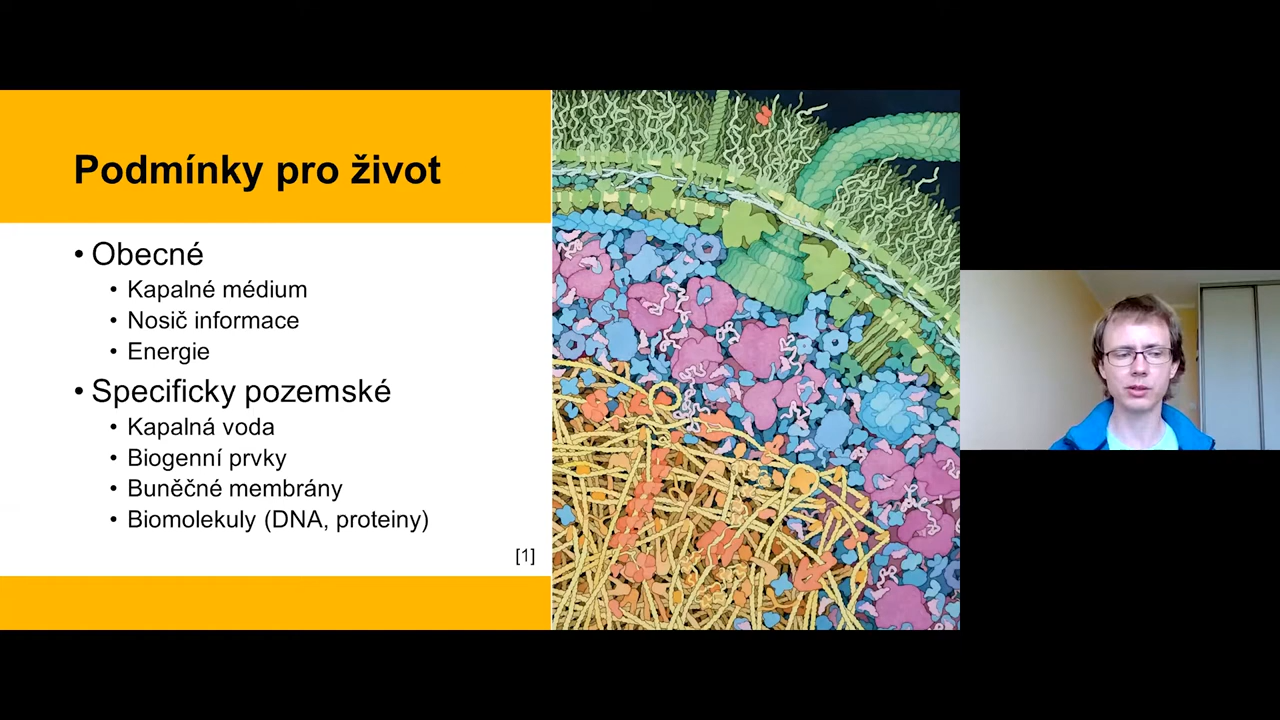 Podmínky pro život
• Obecné
• Kapalné médium
• Nosič informace
• Energie
• Specificky pozemské
• Kapalná voda
• Biogenní prvky
• Buněčné membrány
• Biomolekuly (DNA, proteiny)
[1]